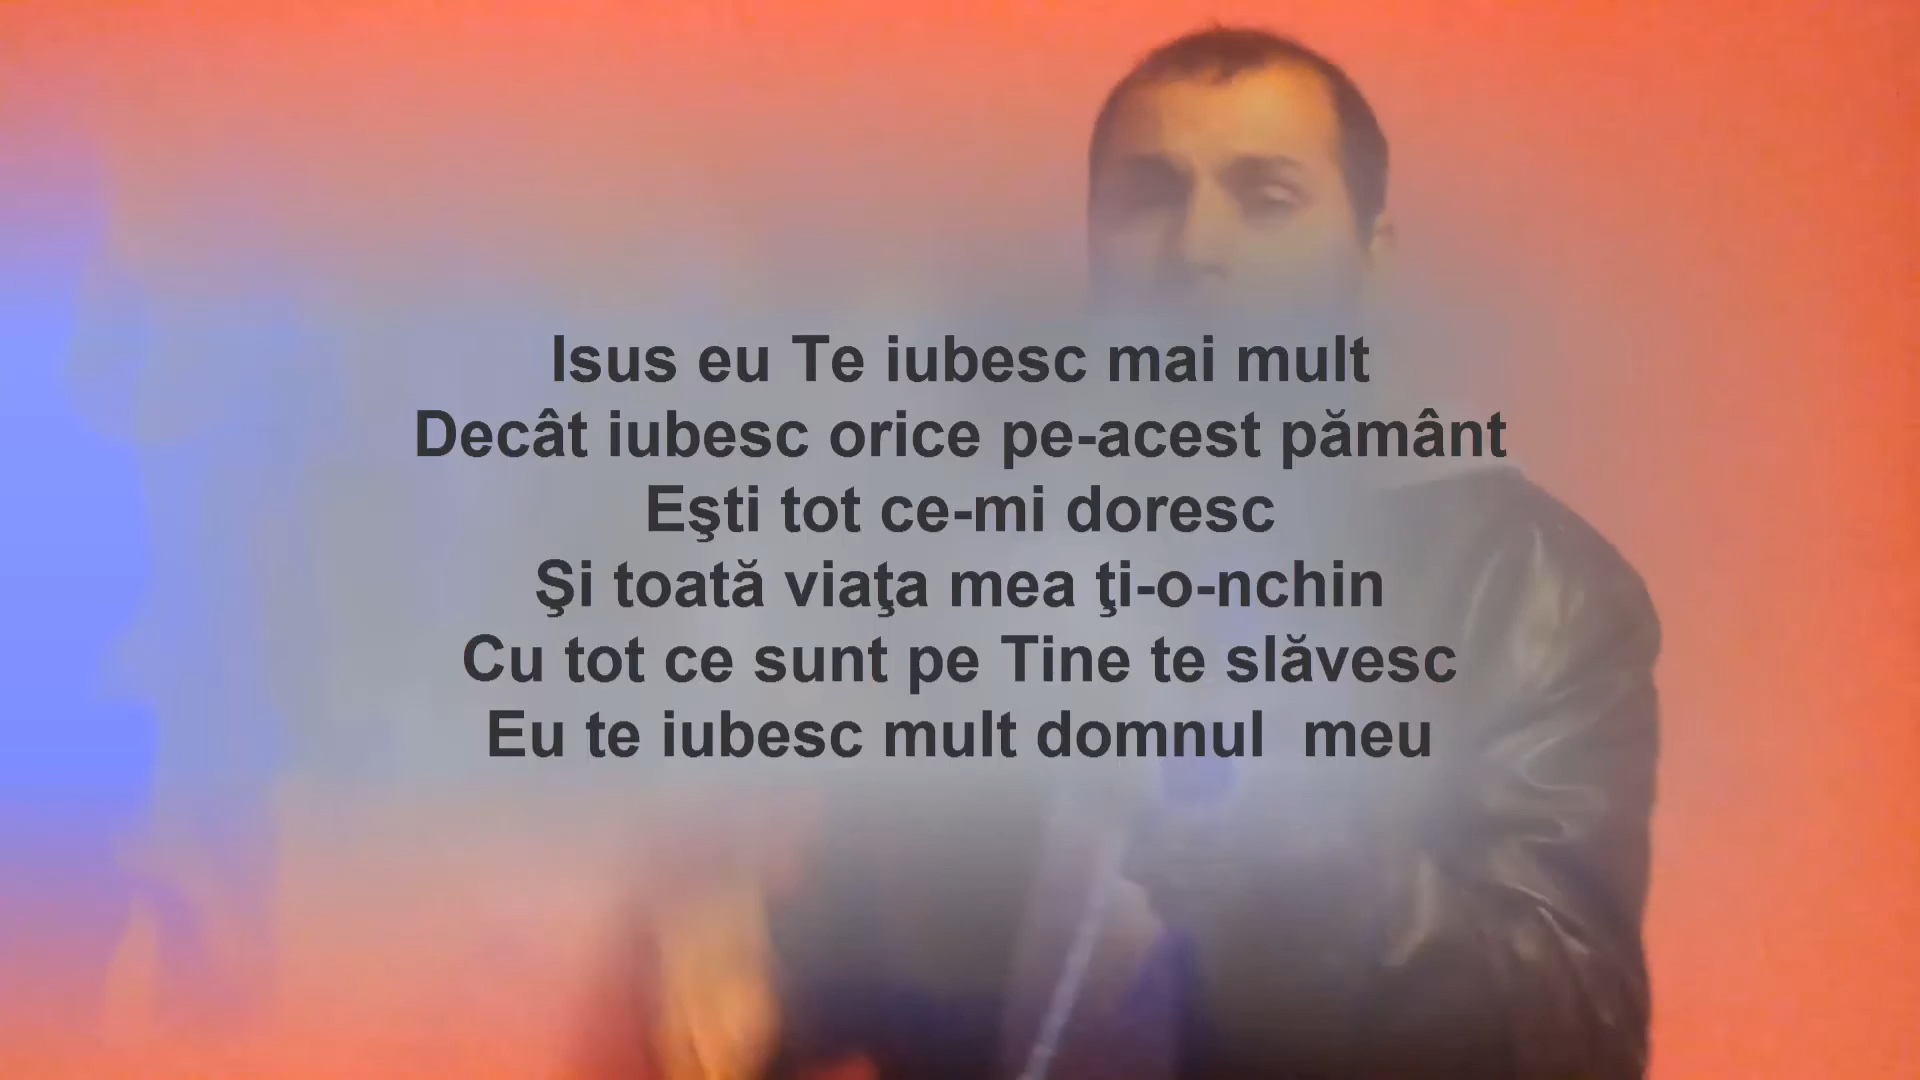 Isus eu Te iubesc mai mult
Decât iubesc orice pe-acest pământ
Eşti tot ce-mi doresc
Şi toată viaţa mea ţi-o-nchin
Cu tot ce sunt pe Tine te slăvesc
Eu te iubesc mult domnul  meu